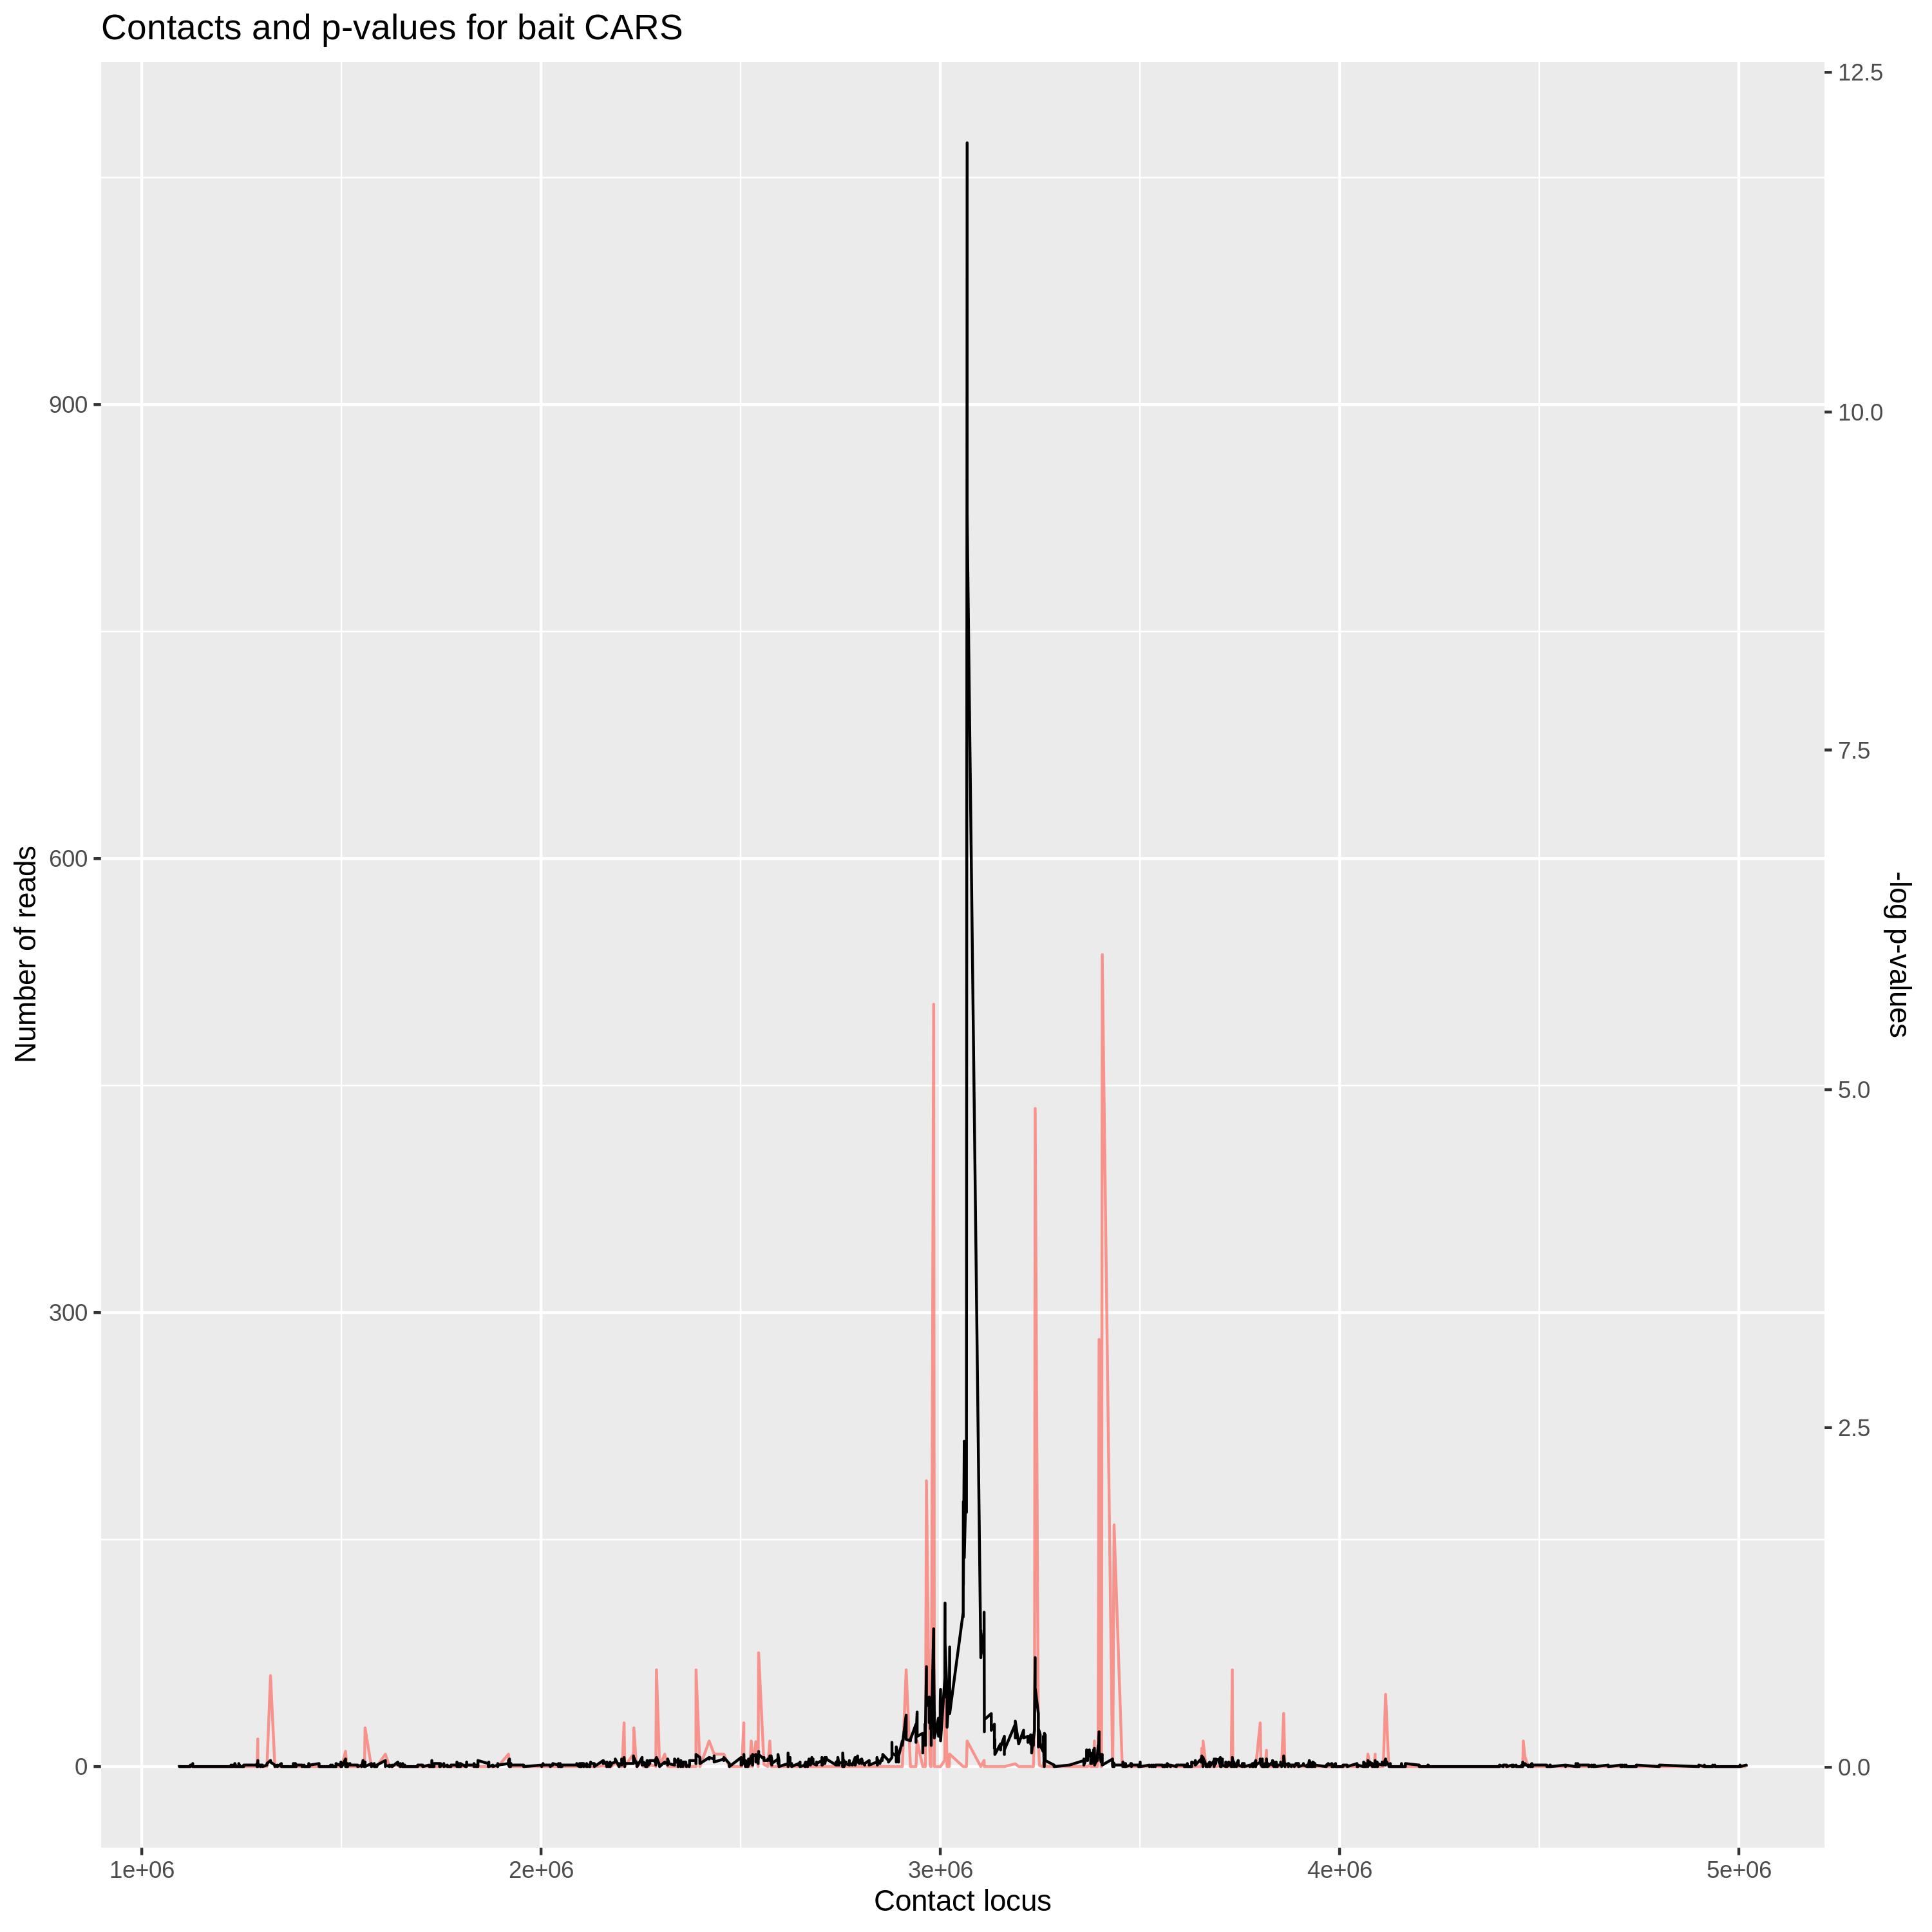 Contacts and p-values for bait CARS
12.5
900
10.0
7.5
600
Number of reads
-log p-values
5.0
300
2.5
0
0.0
1e+06
2e+06
3e+06
4e+06
5e+06
Contact locus